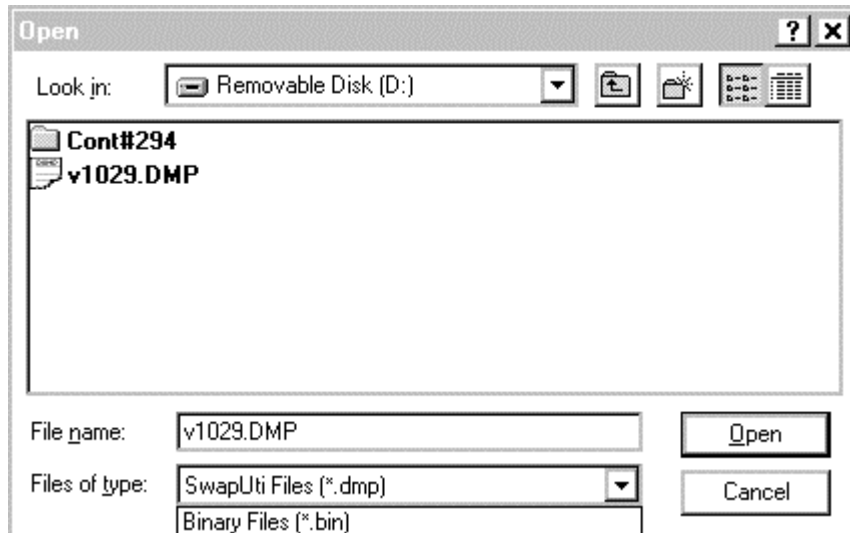 Open
Look in: Removable Disk (D:)
Cont#294
v1029.DMP
File name: v1029.DMP Open
Files of type: SwapUti Files (*.dmp) Cancel
Binary Files (*.bin)